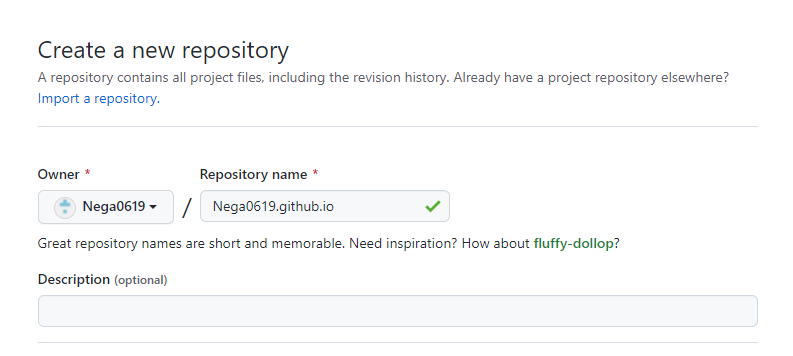 Create a new repository
A repository contains all project files, including the revision history. Already have a project repository elsewhere?
Import a repository.
Owner * Repository name *
Nega0619 / Nega0619.github.io
Great repository names are short and memorable. Need inspiration? How about fluffy-dollop?
Description (optional)